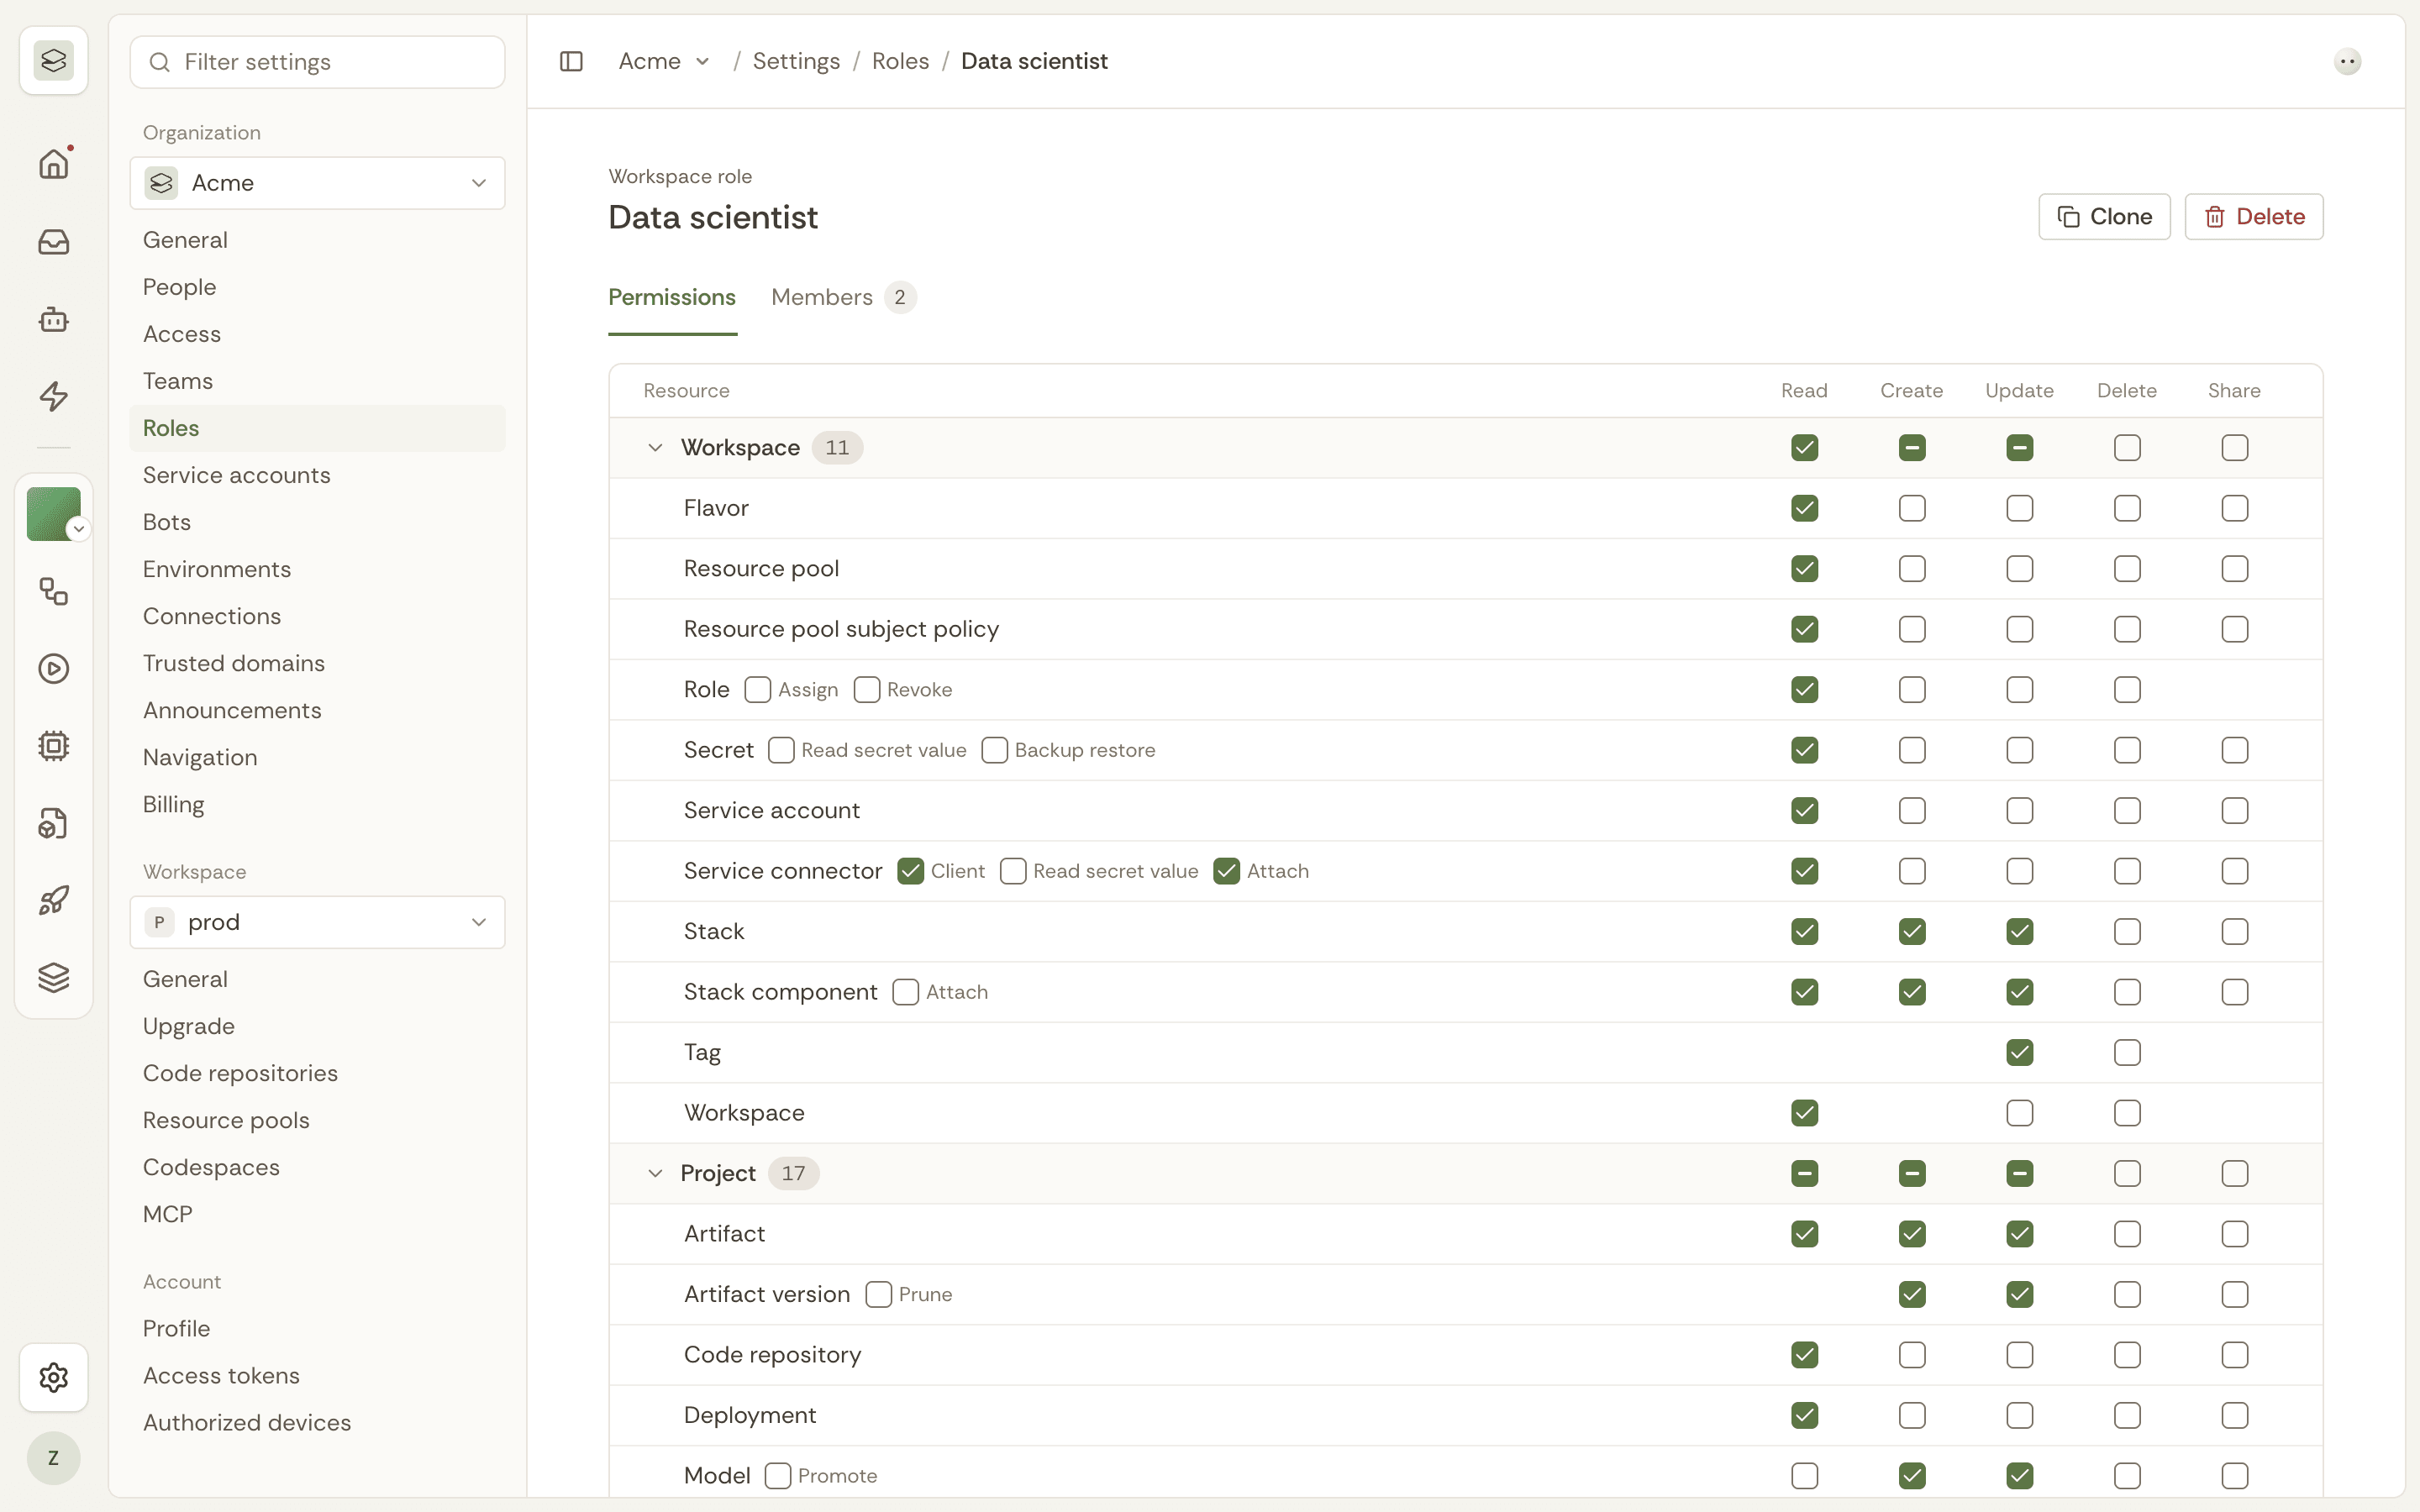 Filter settings
Organization
Acme
General
People
Access
Teams
Roles
Service accounts
Bots
Environments
Connections
Trusted domains
Announcements
Navigation
Billing
Workspace
P prod
General
Upgrade
Code repositories
Resource pools
Codespaces
MCP
Account
Profile
Access tokens
Authorized devices
Z
Acme / Settings / Roles / Data scientist
Workspace role
Data scientist
Clone Delete
Permissions Members 2
Resource Read Create Update Delete Share
Workspace 11
Flavor
Resource pool
Resource pool subject policy
Role Assign Revoke
Secret Read secret value Backup restore
Service account
Service connector Client Read secret value Attach
Stack
Stack component Attach
Tag
Workspace
Project 17
Artifact
Artifact version Prune
Code repository
Deployment
Model Promote